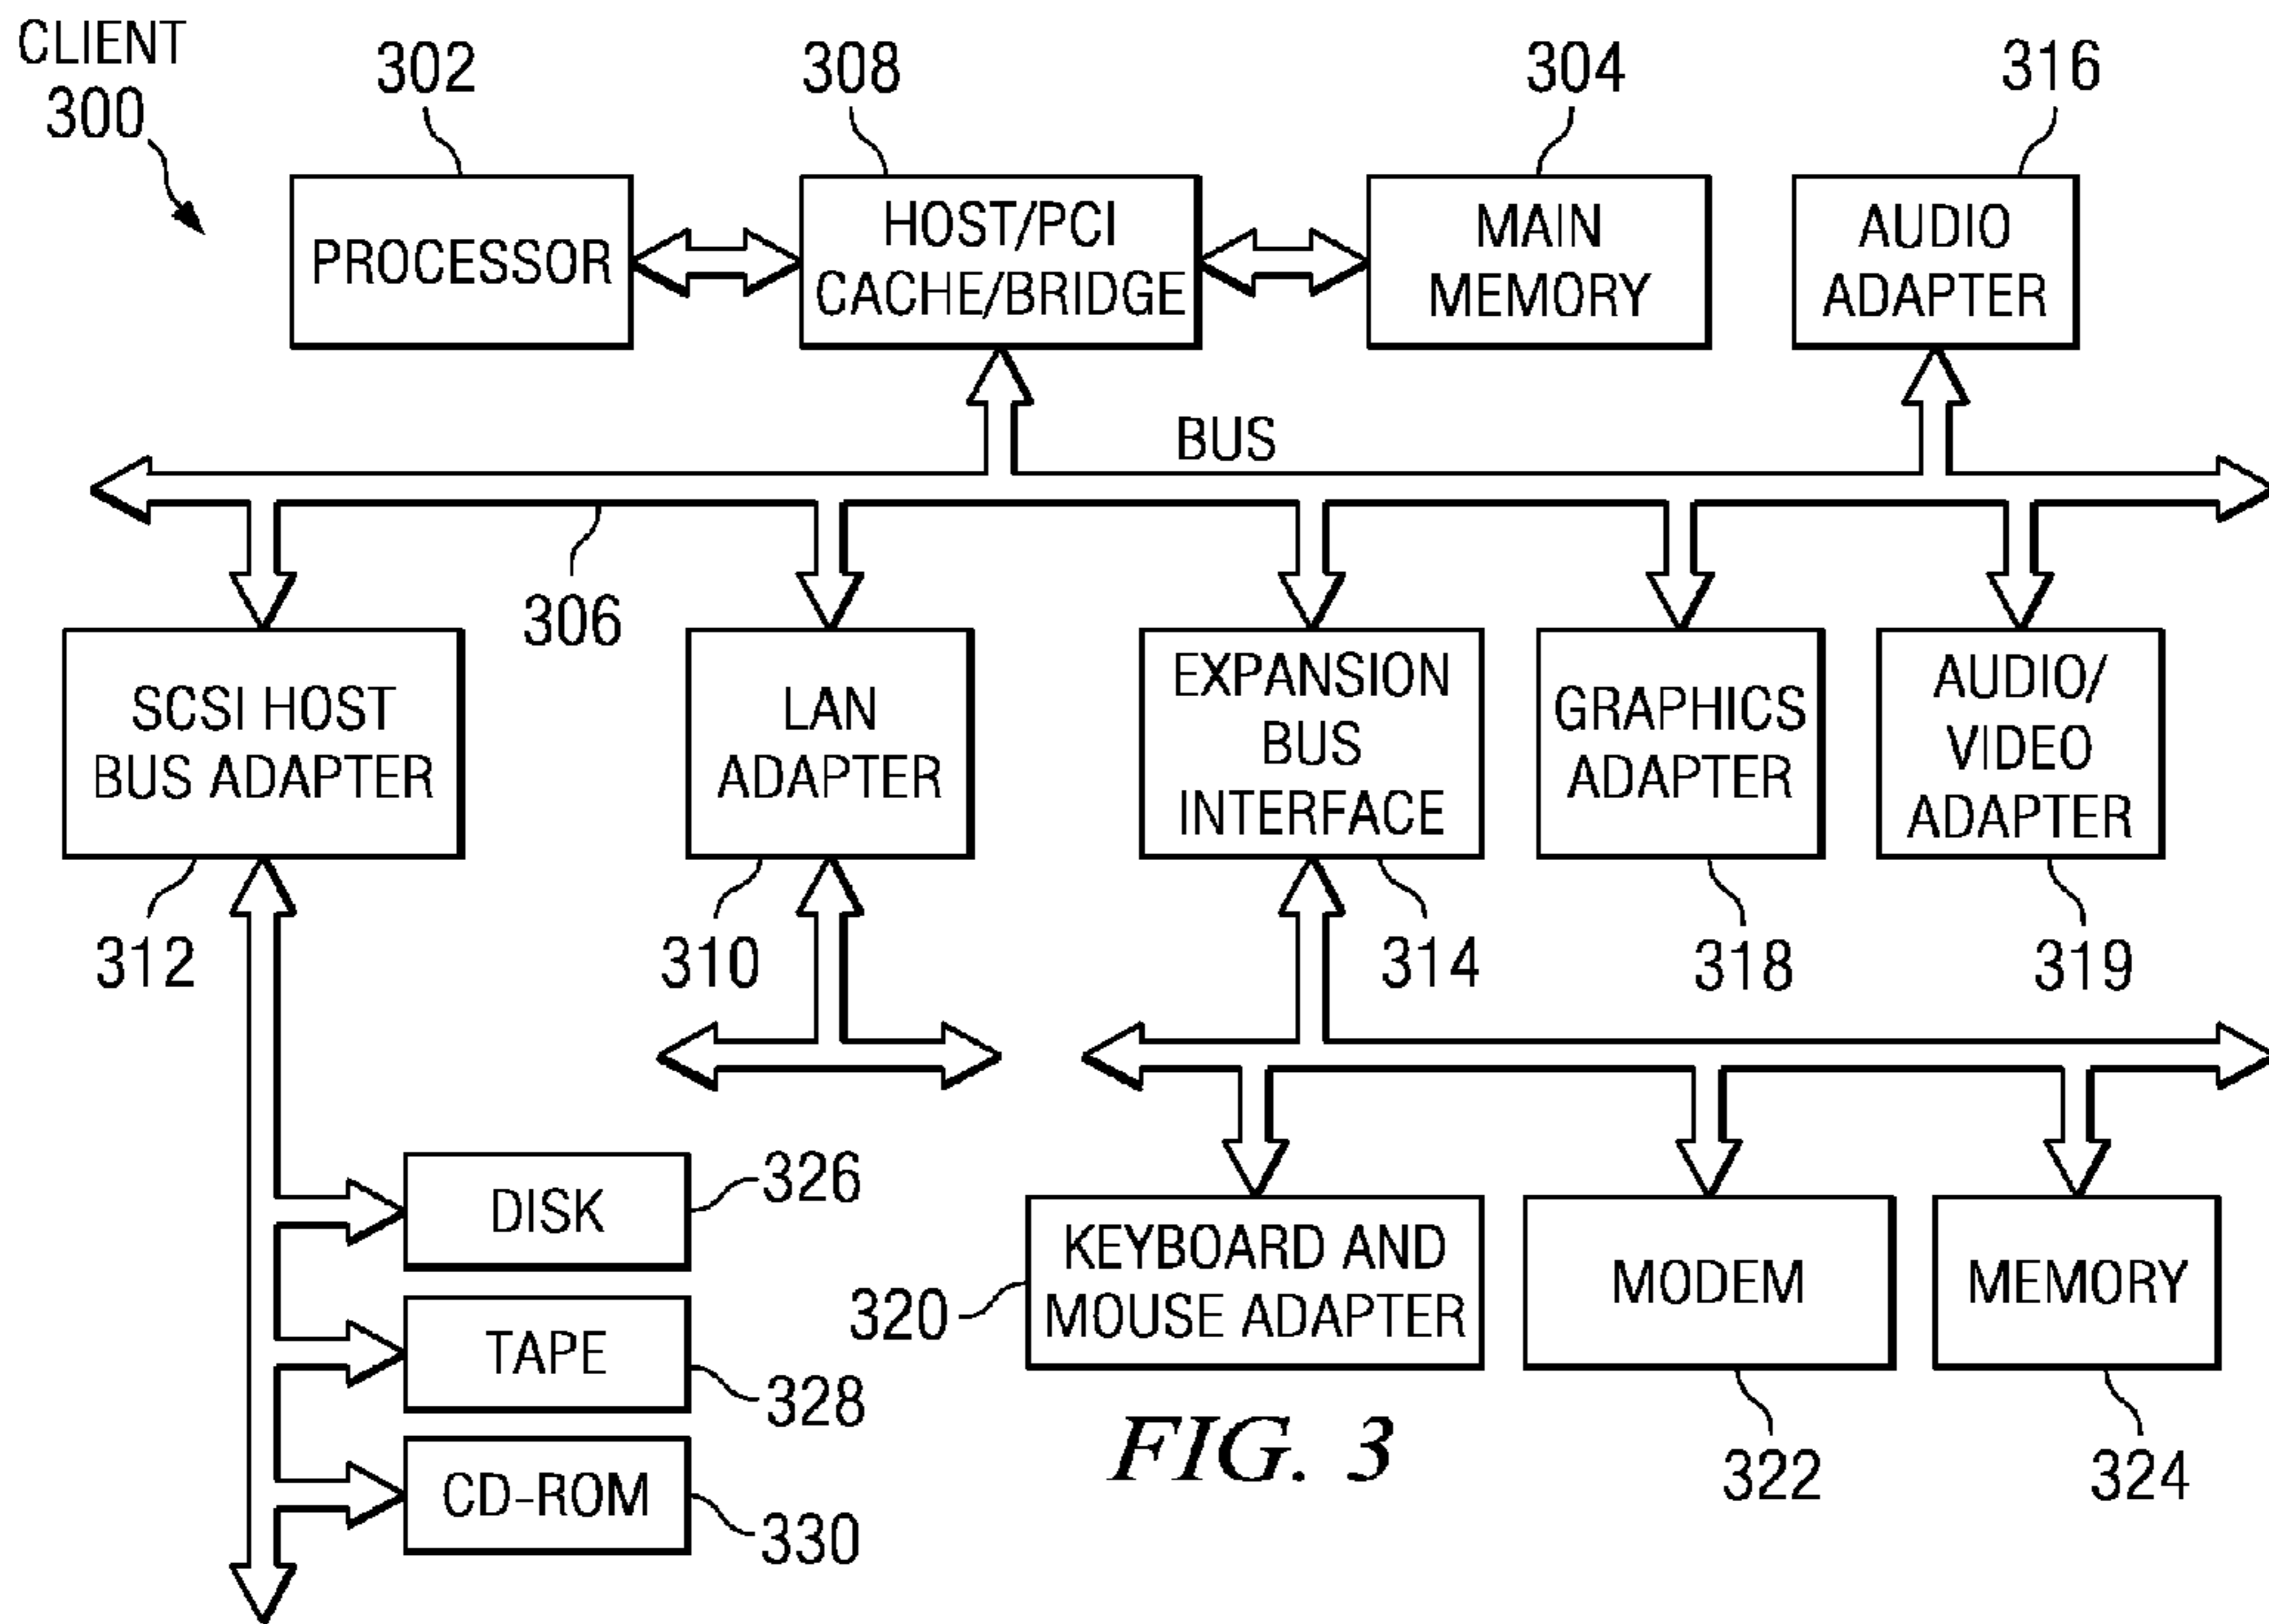 CLIENT
300
302
308
304
316
PROCESSOR
HOST/PCI
CACHE/BRIDGE
MAIN
MEMORY
AUDIO
ADAPTER
BUS
306
SCSI HOST
BUS ADAPTER
LAN
ADAPTER
EXPANSION
BUS
INTERFACE
GRAPHICS
ADAPTER
AUDIO/
VIDEO
ADAPTER
312
310
314
318
319
DISK
326
TAPE
328
CD-ROM
330
320
KEYBOARD AND
MOUSE ADAPTER
MODEM
MEMORY
322
324
FIG. 3